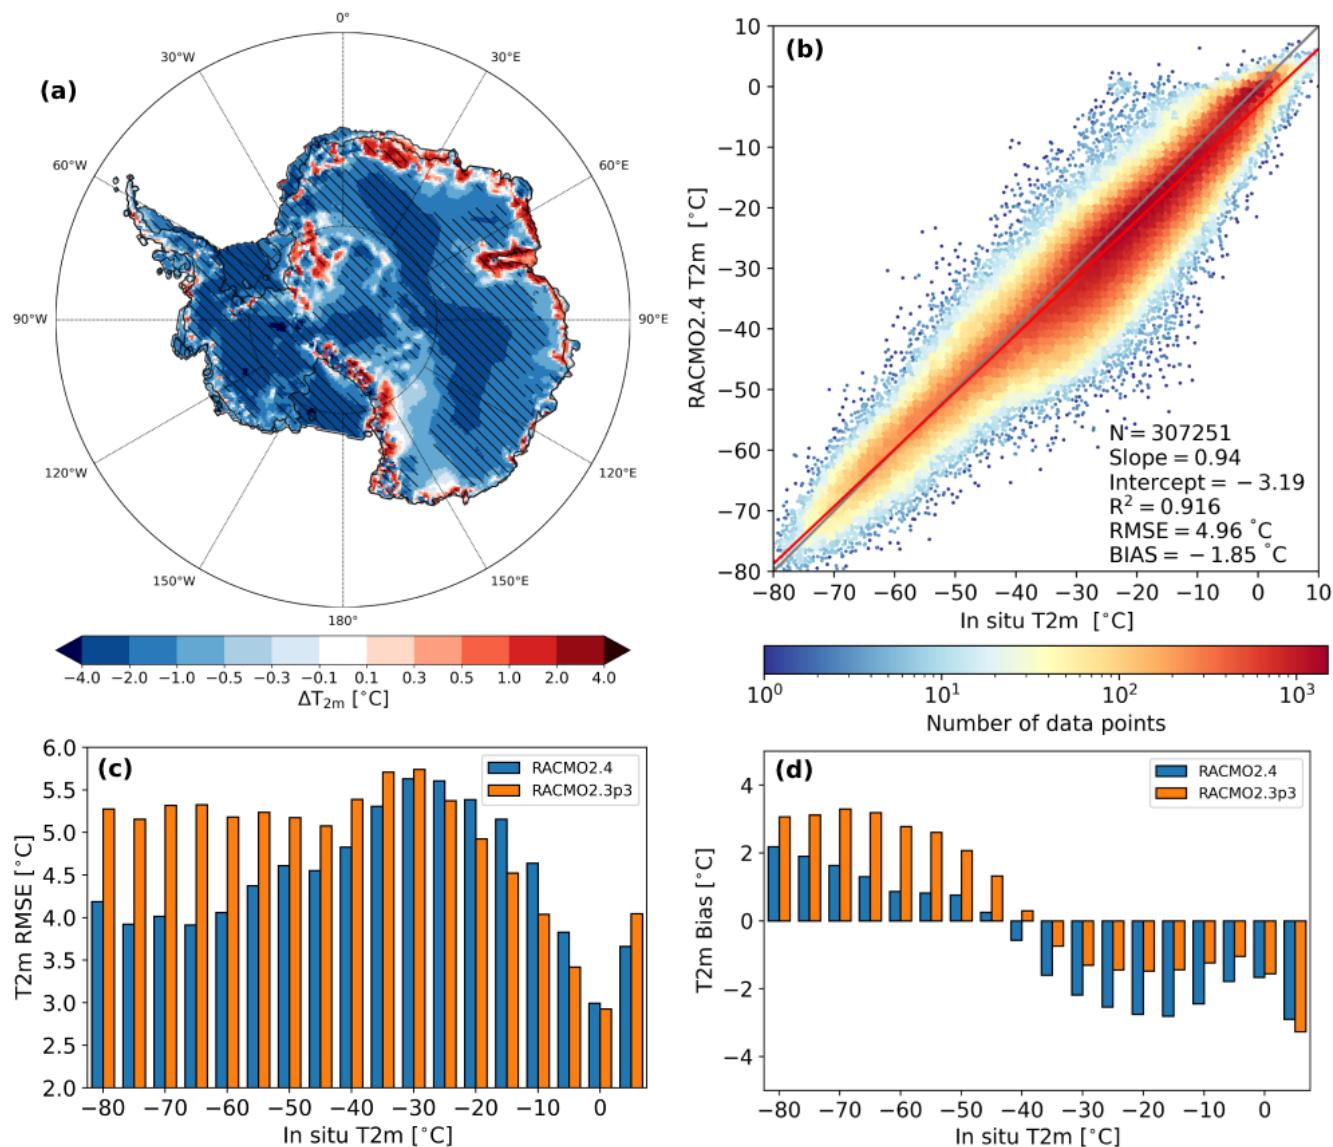 (a)
0°
30°W
30°E
60°W
60°E
90°W
90°E
120°W
120°E
150°W
150°E
180°
−4.0 −2.0 −1.0 −0.5 −0.3 −0.1 0.1 0.3 0.5 1.0 2.0 4.0
ΔT2m [°C]
(b)
RACMO2.4 T2m [°C]
10
0
−10
−20
−30
−40
−50
−60
−70
−80
N = 307251
Slope = 0.94
Intercept = − 3.19
R² = 0.916
RMSE = 4.96 °C
BIAS = − 1.85 °C
−80 −70 −60 −50 −40 −30 −20 −10 0 10
In situ T2m [°C]
10⁰ 10¹ 10² 10³
Number of data points
(c)
RACMO2.4
RACMO2.3p3
T2m RMSE [°C]
6.0
5.5
5.0
4.5
4.0
3.5
3.0
2.5
2.0
−80 −70 −60 −50 −40 −30 −20 −10 0
In situ T2m [°C]
(d)
RACMO2.4
RACMO2.3p3
T2m Bias [°C]
4
2
0
−2
−4
−80 −70 −60 −50 −40 −30 −20 −10 0
In situ T2m [°C]